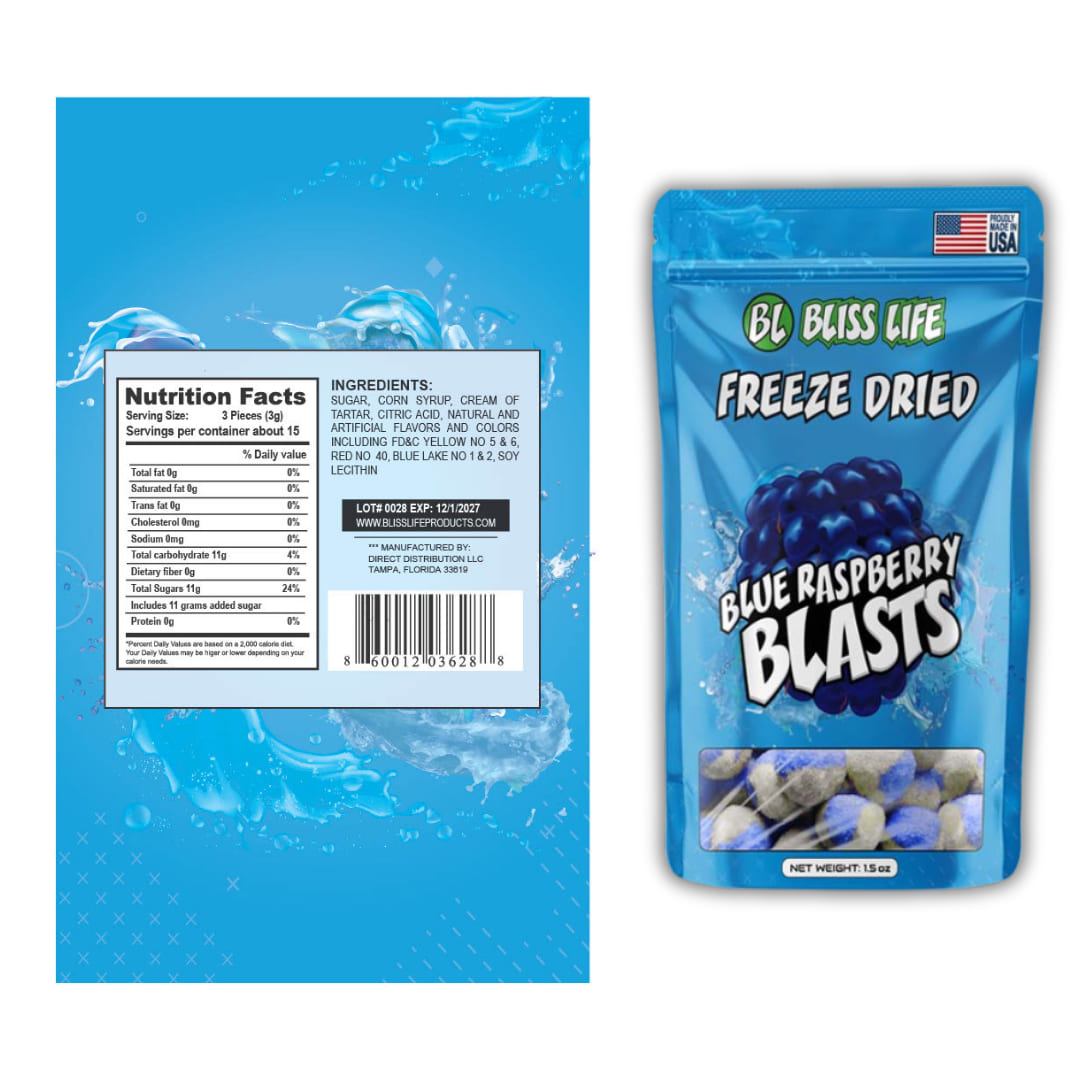 Nutrition Facts
Serving Size: 3 Pieces (3g)
Servings per container about 15
% Daily value
Total fat 0g 0%
Saturated fat 0g 0%
Trans fat 0g 0%
Cholesterol 0mg 0%
Sodium 0mg 0%
Total carbohydrate 11g 4%
Dietary fiber 0g 0%
Total Sugars 11g 24%
Includes 11 grams added sugar
Protein 0g 0%
*Percent Daily Values are based on a 2,000 calorie diet.
Your Daily Values may be higar or lower depending on your
calorie needs.
INGREDIENTS:
SUGAR, CORN SYRUP, CREAM OF
TARTAR, CITRIC ACID, NATURAL AND
ARTIFICIAL FLAVORS AND COLORS
INCLUDING FD&C YELLOW NO 5 & 6,
RED NO 40, BLUE LAKE NO 1 & 2, SOY
LECITHIN
LOT# 0028 EXP: 12/1/2027
WWW.BLISSLIFEPRODUCTS.COM
*** MANUFACTURED BY:
DIRECT DISTRIBUTION LLC
TAMPA, FLORIDA 33619
8 60012 03628 8
PROUDLY
MADE IN
USA
BL BLISS LIFE
FREEZE DRIED
BLUE RASPBERRY
BLASTS
NET WEIGHT: 1.5 oz